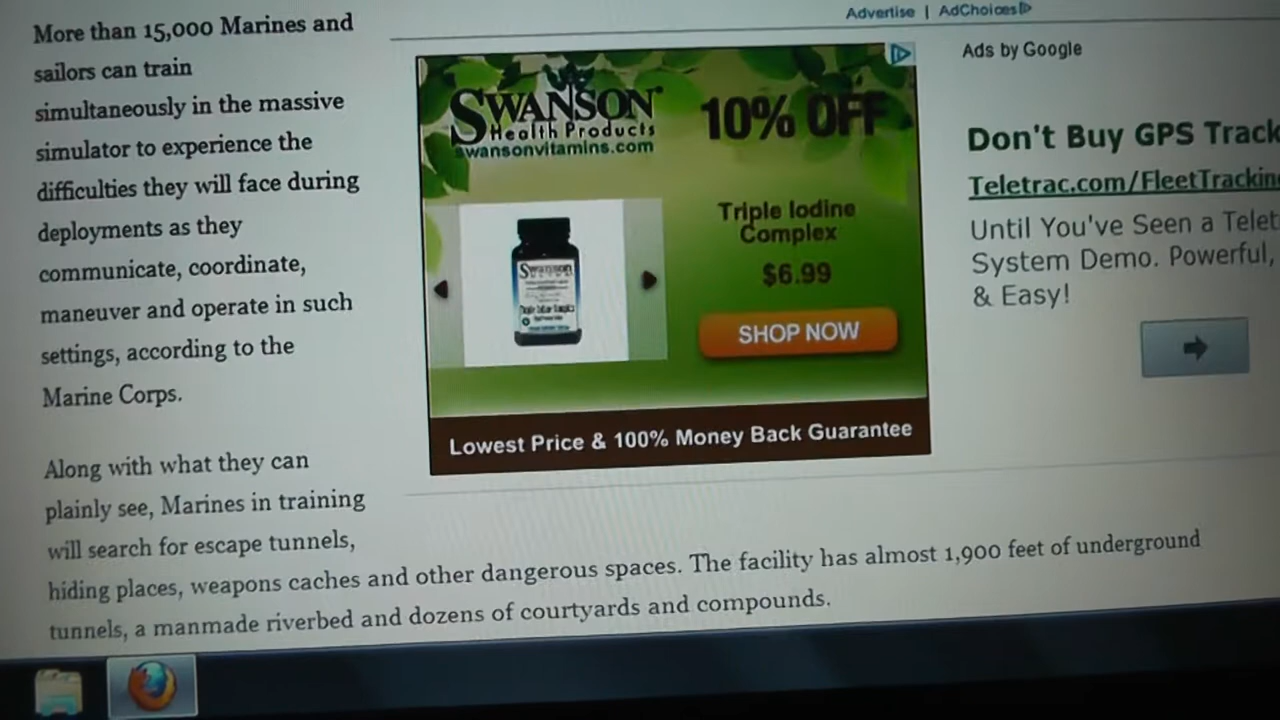 More than 15,000 Marines and
sailors can train
simultaneously in the massive
simulator to experience the
difficulties they will face during
deployments as they
communicate, coordinate,
maneuver and operate in such
settings, according to the
Marine Corps.
Along with what they can
plainly see, Marines in training
will search for escape tunnels,
hiding places, weapons caches and other dangerous spaces. The facility has almost 1,900 feet of underground
tunnels, a manmade riverbed and dozens of courtyards and compounds.
Advertise | AdChoices
SWANSON
Health Products
swansonvitamins.com
10% OFF
Swanson
Triple Iodine
Complex
$6.99
SHOP NOW
Lowest Price & 100% Money Back Guarantee
Ads by Google
Don't Buy GPS Track
Teletrac.com/FleetTrackin
Until You've Seen a Telet
System Demo. Powerful,
& Easy!